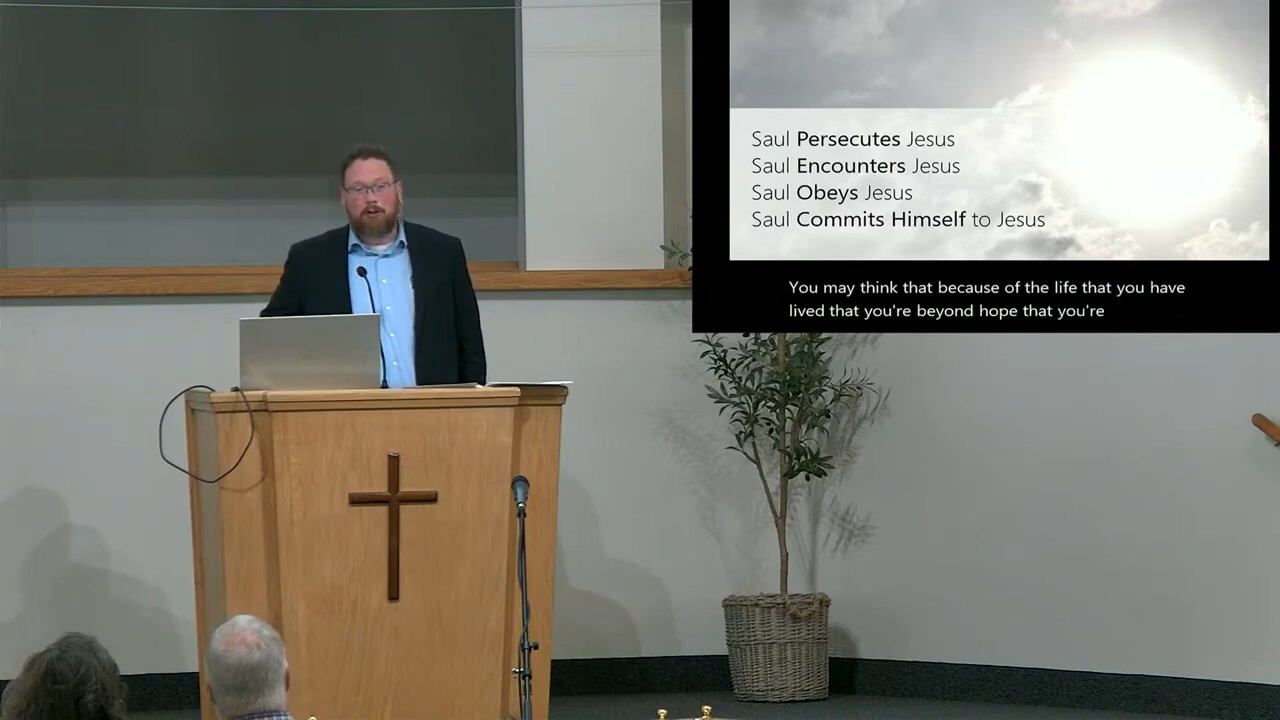 Saul Persecutes Jesus
Saul Encounters Jesus
Saul Obeys Jesus
Saul Commits Himself to Jesus
You may think that because of the life that you have
lived that you're beyond hope that you're